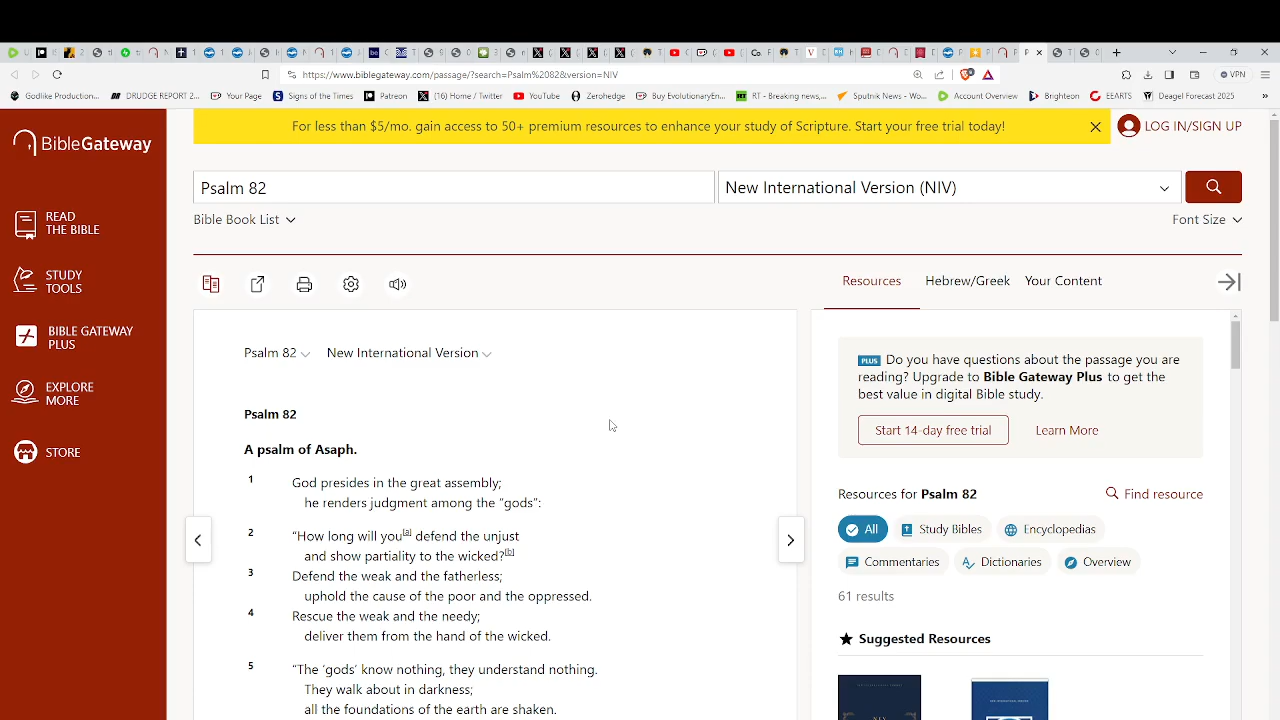 https://www.biblegateway.com/passage/?search=Psalm%2082&version=NIV
VPN
Godlike Production... DRUDGE REPORT 2... Your Page Signs of the Times Patreon (16) Home / Twitter YouTube Zerohedge Buy EvolutionaryEn... RT - Breaking news,... Sputnik News - Wo... Account Overview Brighteon EEARTS Deagel Forecast 2025
For less than $5/mo. gain access to 50+ premium resources to enhance your study of Scripture. Start your free trial today!
LOG IN/SIGN UP
BibleGateway
READ
THE BIBLE
STUDY
TOOLS
BIBLE GATEWAY
PLUS
EXPLORE
MORE
STORE
Psalm 82
New International Version (NIV)
Bible Book List
Font Size
Resources Hebrew/Greek Your Content
Psalm 82 New International Version
Psalm 82
A psalm of Asaph.
1 God presides in the great assembly;
he renders judgment among the “gods”:
2 “How long will you[a] defend the unjust
and show partiality to the wicked?[b]
3 Defend the weak and the fatherless;
uphold the cause of the poor and the oppressed.
4 Rescue the weak and the needy;
deliver them from the hand of the wicked.
5 “The ‘gods’ know nothing, they understand nothing.
They walk about in darkness;
the foundations of the earth are shaken.
PLUS Do you have questions about the passage you are
reading? Upgrade to Bible Gateway Plus to get the
best value in digital Bible study.
Start 14-day free trial Learn More
Resources for Psalm 82 Find resource
All Study Bibles Encyclopedias
Commentaries Dictionaries Overview
61 results
Suggested Resources
NIV